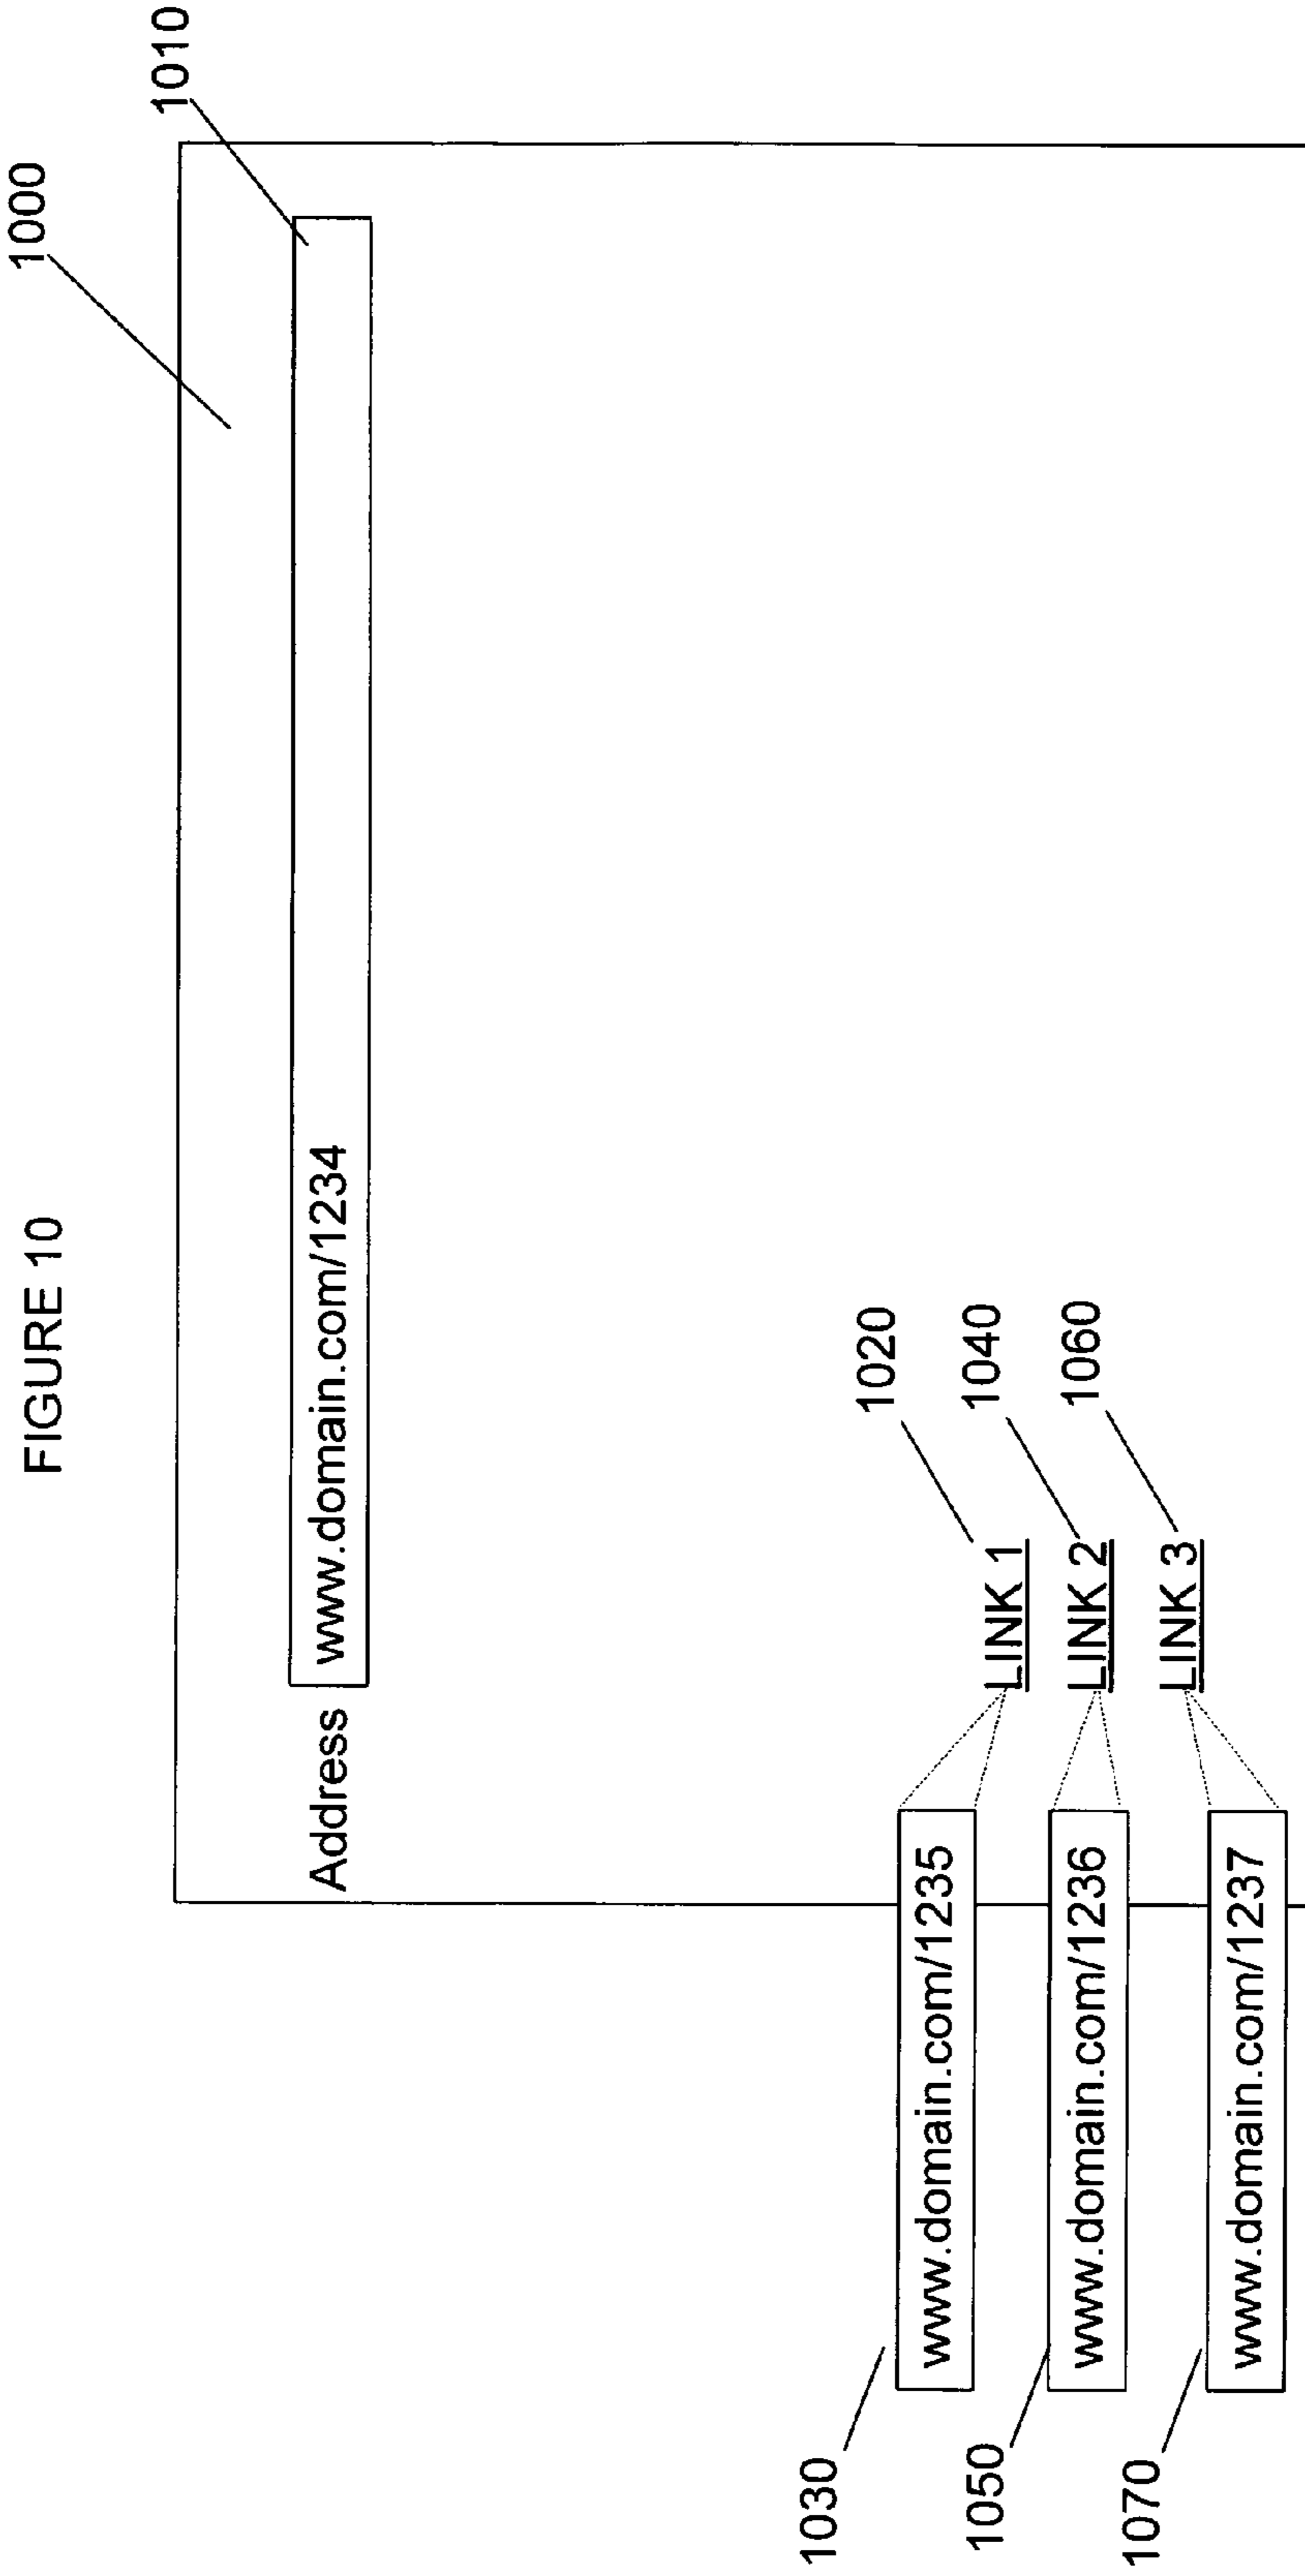 FIGURE 10
1000
1010
Address www.domain.com/1234
1020
1030
www.domain.com/1235 LINK 1
1040
1050
www.domain.com/1236 LINK 2
1060
1070
www.domain.com/1237 LINK 3